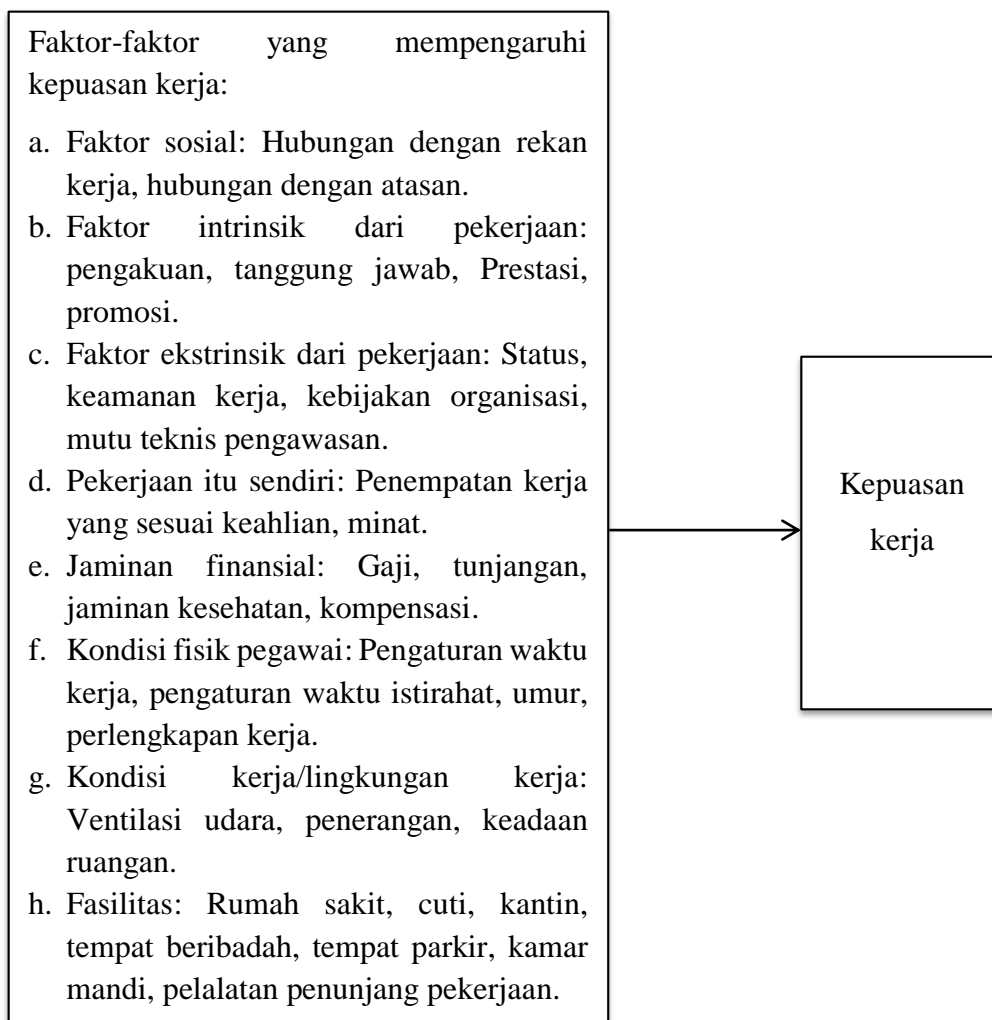 Faktor-faktor yang mempengaruhi
kepuasan kerja:
a. Faktor sosial: Hubungan dengan rekan
kerja, hubungan dengan atasan.
b. Faktor intrinsik dari pekerjaan:
pengakuan, tanggung jawab, Prestasi,
promosi.
c. Faktor ekstrinsik dari pekerjaan: Status,
keamanan kerja, kebijakan organisasi,
mutu teknis pengawasan.
d. Pekerjaan itu sendiri: Penempatan kerja
yang sesuai keahlian, minat.
e. Jaminan finansial: Gaji, tunjangan,
jaminan kesehatan, kompensasi.
f. Kondisi fisik pegawai: Pengaturan waktu
kerja, pengaturan waktu istirahat, umur,
perlengkapan kerja.
g. Kondisi kerja/lingkungan kerja:
Ventilasi udara, penerangan, keadaan
ruangan.
h. Fasilitas: Rumah sakit, cuti, kantin,
tempat beribadah, tempat parkir, kamar
mandi, pelalatan penunjang pekerjaan.
Kepuasan
kerja